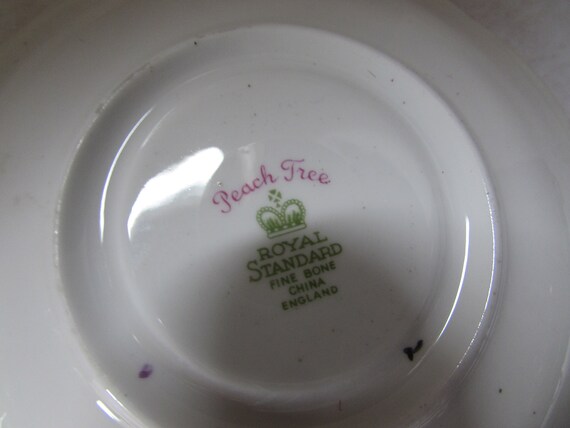 Peach Tree
ROYAL
STANDARD
FINE BONE
CHINA
ENGLAND